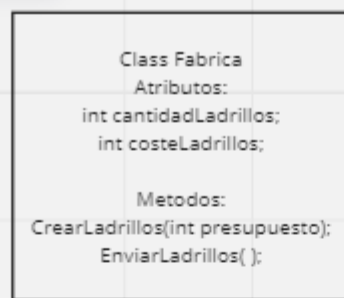 Class Fabrica
Atributos:
int cantidadLadrillos;
int costeLadrillos;
Metodos:
CrearLadrillos(int presupuesto);
EnviarLadrillos( );